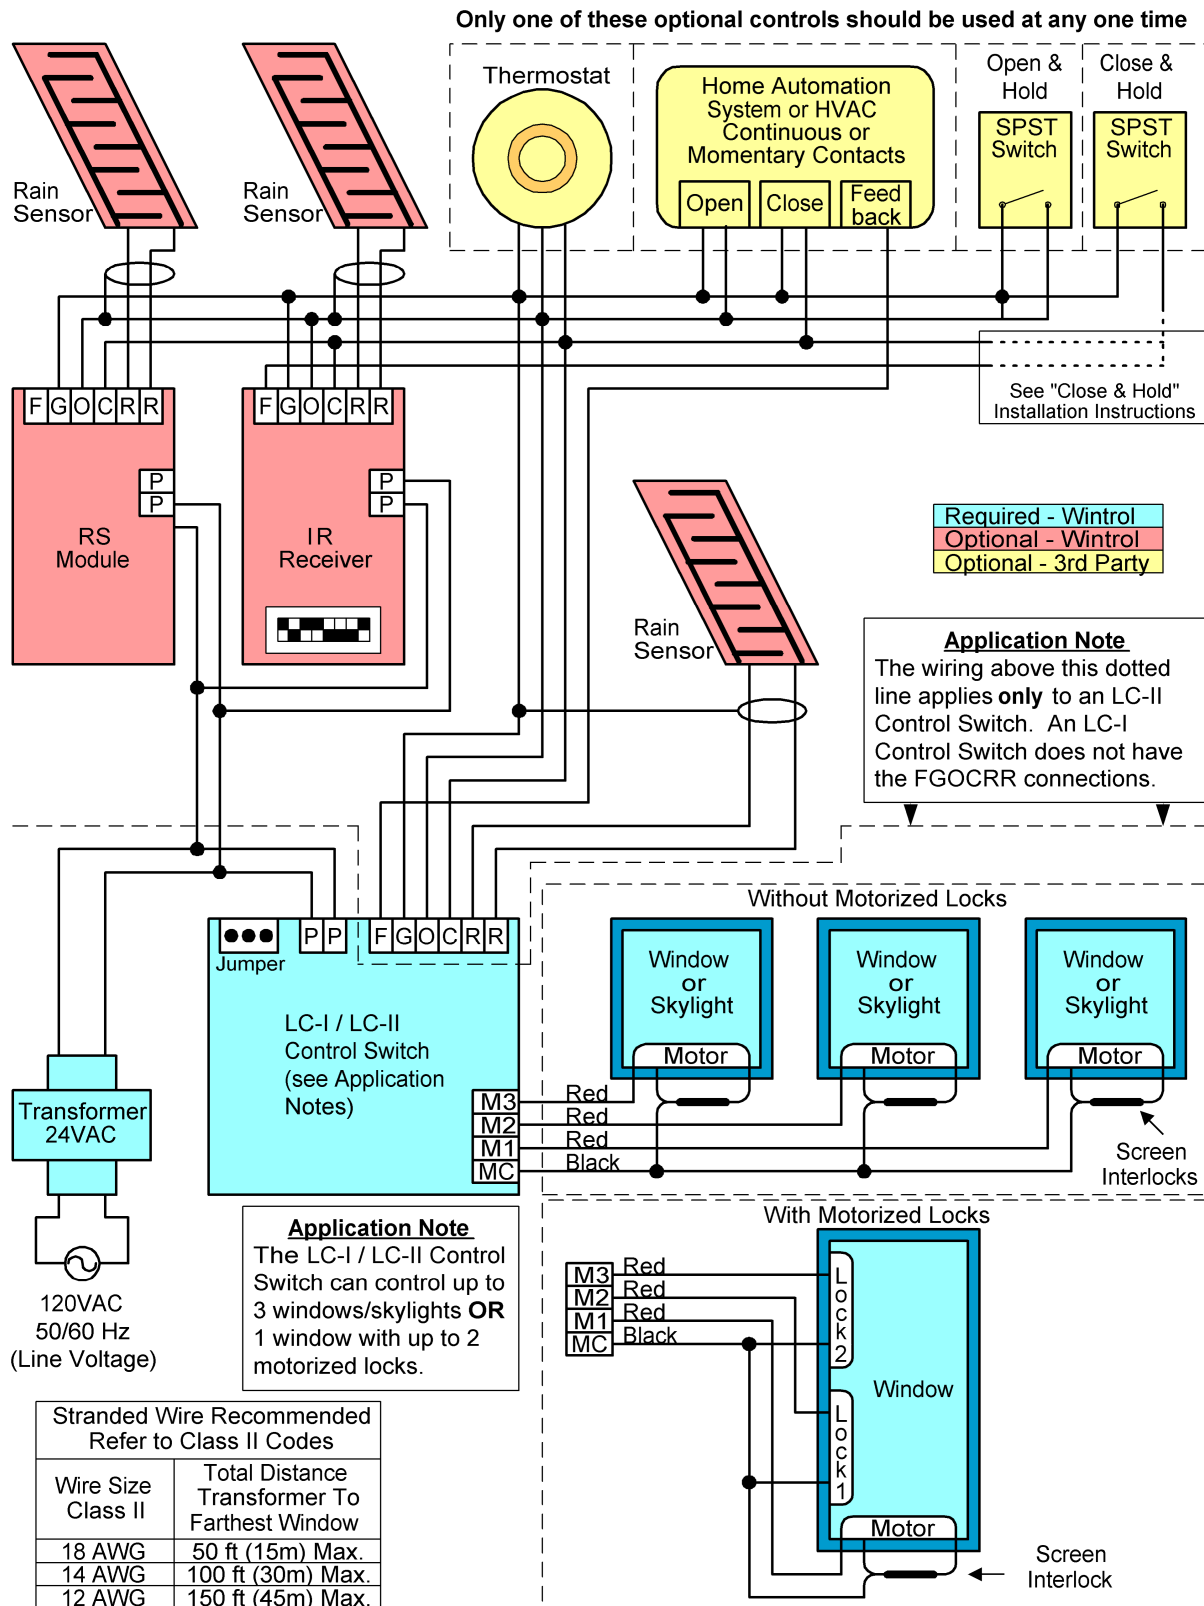 Only one of these optional controls should be used at any one time
Thermostat
Home Automation
System or HVAC
Continuous or
Momentary Contacts
Open
Close
Feed
back
Open &
Hold
SPST
Switch
Close &
Hold
SPST
Switch
Rain
Sensor
Rain
Sensor
F G O C R R
F G O C R R
See "Close & Hold"
Installation Instructions
P
P
RS
Module
P
P
IR
Receiver
Required - Wintrol
Optional - Wintrol
Optional - 3rd Party
Rain
Sensor
Application Note
The wiring above this dotted
line applies only to an LC-II
Control Switch. An LC-I
Control Switch does not have
the FGOCRR connections.
Jumper
P P
F G O C R R
LC-I / LC-II
Control Switch
(see Application
Notes)
M3
M2
M1
MC
Red
Red
Red
Black
Without Motorized Locks
Window
or
Skylight
Motor
Window
or
Skylight
Motor
Window
or
Skylight
Motor
Screen
Interlocks
Transformer
24VAC
120VAC
50/60 Hz
(Line Voltage)
Application Note
The LC-I / LC-II Control
Switch can control up to
3 windows/skylights OR
1 window with up to 2
motorized locks.
With Motorized Locks
M3
M2
M1
MC
Red
Red
Red
Black
Lock2
Lock1
Window
Motor
Screen
Interlock
Stranded Wire Recommended
Refer to Class II Codes
Wire Size
Class II
Total Distance
Transformer To
Farthest Window
18 AWG 50 ft (15m) Max.
14 AWG 100 ft (30m) Max.
12 AWG 150 ft (45m) Max.